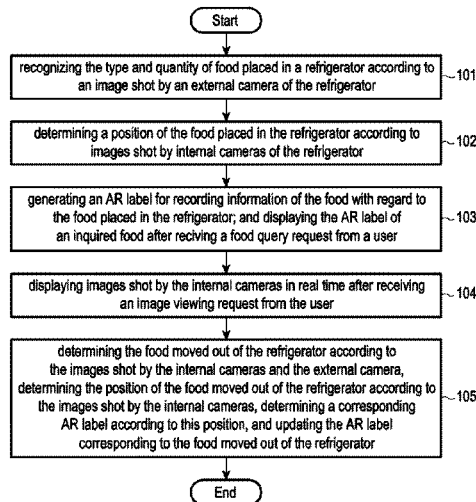 Start
recognizing the type and quantity of food placed in a refrigerator according to
an image shot by an external camera of the refrigerator
101
determining a position of the food placed in the refrigerator according to
images shot by internal cameras of the refrigerator
102
generating an AR label for recording information of the food with regard to
the food placed in the refrigerator; and displaying the AR label of
an inquired food after reciving a food query request from a user
103
displaying images shot by the internal cameras in real time after receiving
an image viewing request from the user
104
determining the food moved out of the refrigerator according to
the images shot by the internal cameras and the external camera,
determining the position of the food moved out of the refrigerator according to
the images shot by the internal cameras, determining a corresponding
AR label according to this position, and updating the AR label
corresponding to the food moved out of the refrigerator
105
End